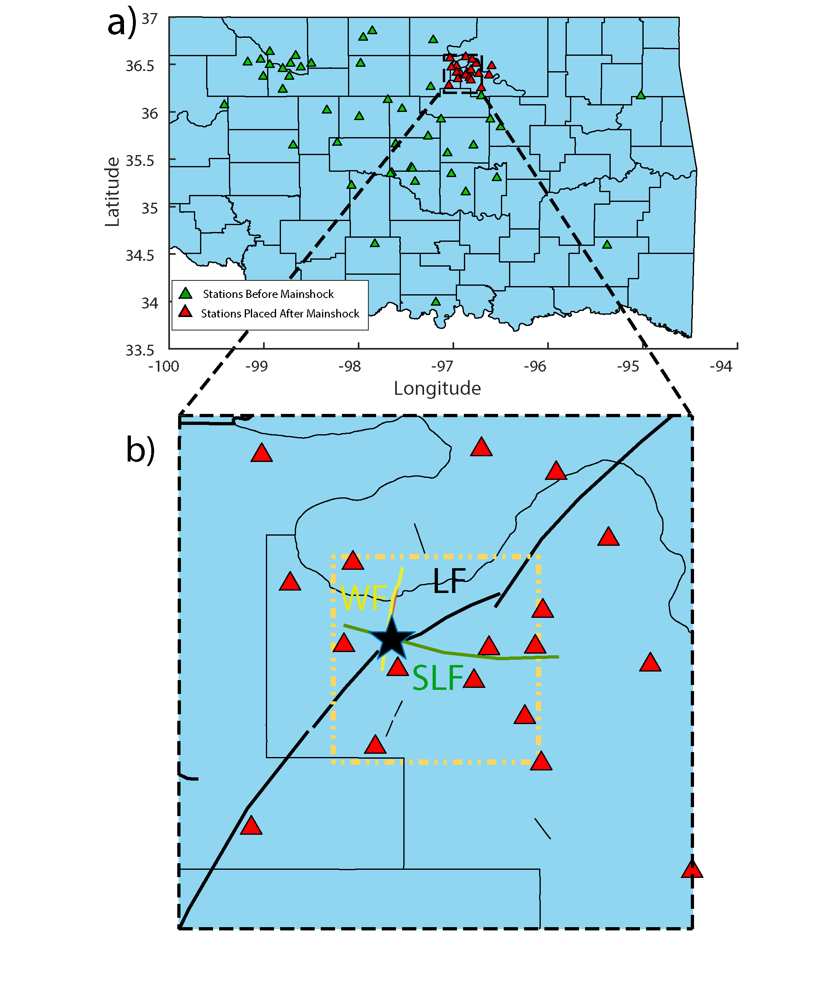 a)
37
36.5
36
35.5
35
34.5
34
33.5
Latitude
Stations Before Mainshock
Stations Placed After Mainshock
-100 -99 -98 -97 -96 -95 -94
Longitude
b)
LF
WF
SLF